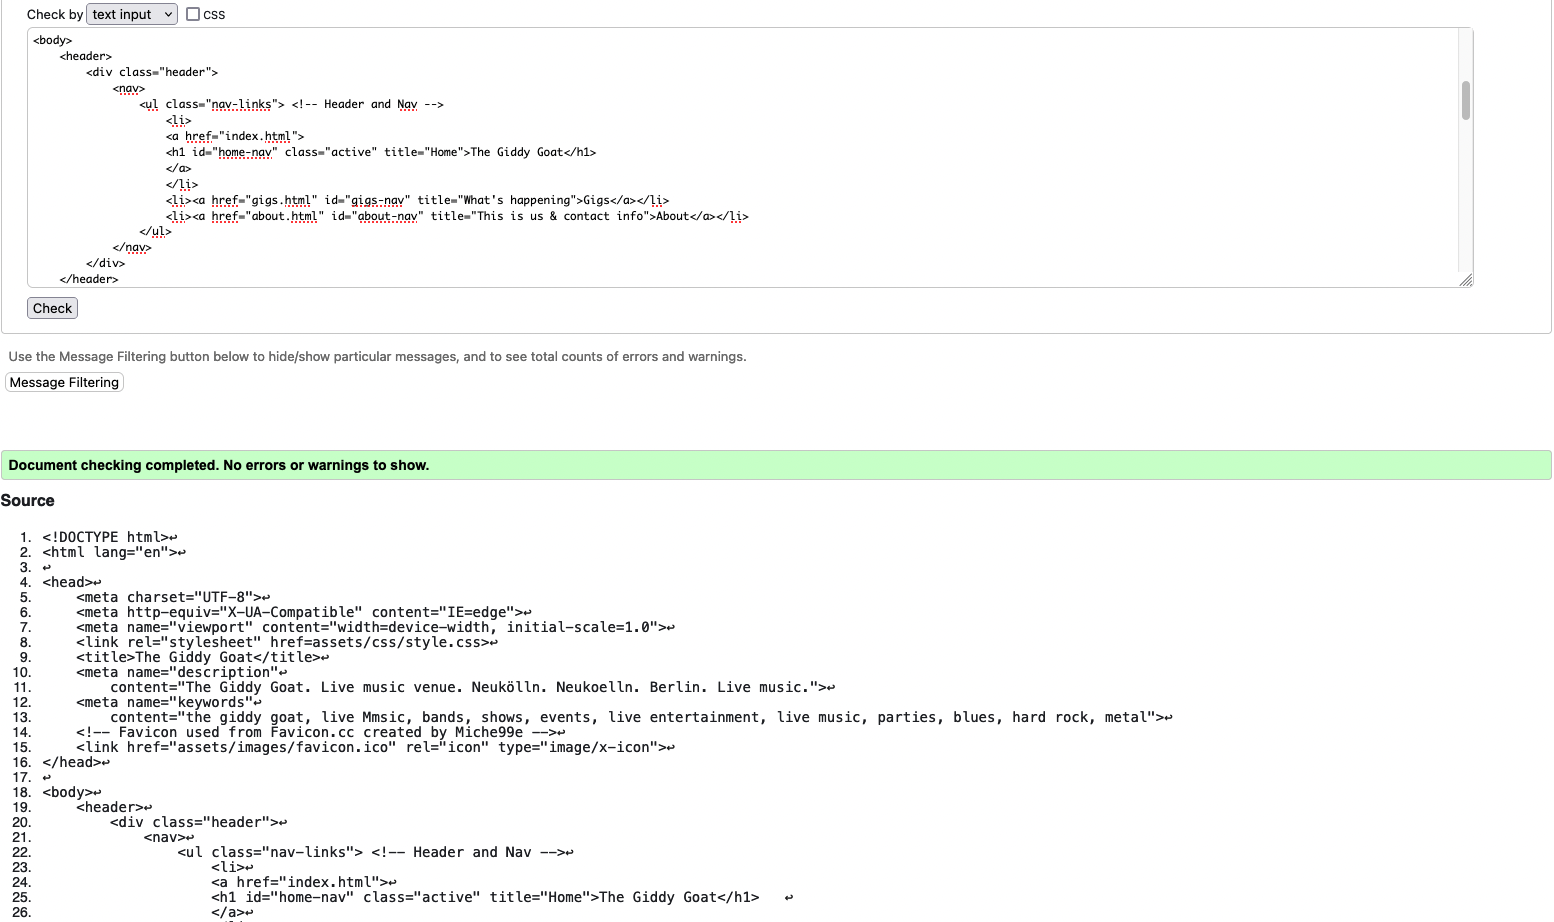 Check by text input CSS
<body>
<header>
<div class="header">
<nav>
<ul class="nav-links"> <!-- Header and Nav -->
<li>
<a href="index.html">
<h1 id="home-nav" class="active" title="Home">The Giddy Goat</h1>
</a>
</li>
<li><a href="gigs.html" id="gigs-nav" title="What's happening">Gigs</a></li>
<li><a href="about.html" id="about-nav" title="This is us & contact info">About</a></li>
</ul>
</nav>
</div>
</header>
Check
Use the Message Filtering button below to hide/show particular messages, and to see total counts of errors and warnings.
Message Filtering
Document checking completed. No errors or warnings to show.
Source
1. <!DOCTYPE html>↩
2. <html lang="en">↩
3. ↩
4. <head>↩
5. <meta charset="UTF-8">↩
6. <meta http-equiv="X-UA-Compatible" content="IE=edge">↩
7. <meta name="viewport" content="width=device-width, initial-scale=1.0">↩
8. <link rel="stylesheet" href=assets/css/style.css>↩
9. <title>The Giddy Goat</title>↩
10. <meta name="description"↩
11. content="The Giddy Goat. Live music venue. Neukölln. Neukoelln. Berlin. Live music.">↩
12. <meta name="keywords"↩
13. content="the giddy goat, live Mmsic, bands, shows, events, live entertainment, live music, parties, blues, hard rock, metal">↩
14. <!-- Favicon used from Favicon.cc created by Miche99e -->↩
15. <link href="assets/images/favicon.ico" rel="icon" type="image/x-icon">↩
16. </head>↩
17. ↩
18. <body>↩
19. <header>↩
20. <div class="header">↩
21. <nav>↩
22. <ul class="nav-links"> <!-- Header and Nav -->↩
23. <li>↩
24. <a href="index.html">↩
25. <h1 id="home-nav" class="active" title="Home">The Giddy Goat</h1> ↩
26. </a>↩